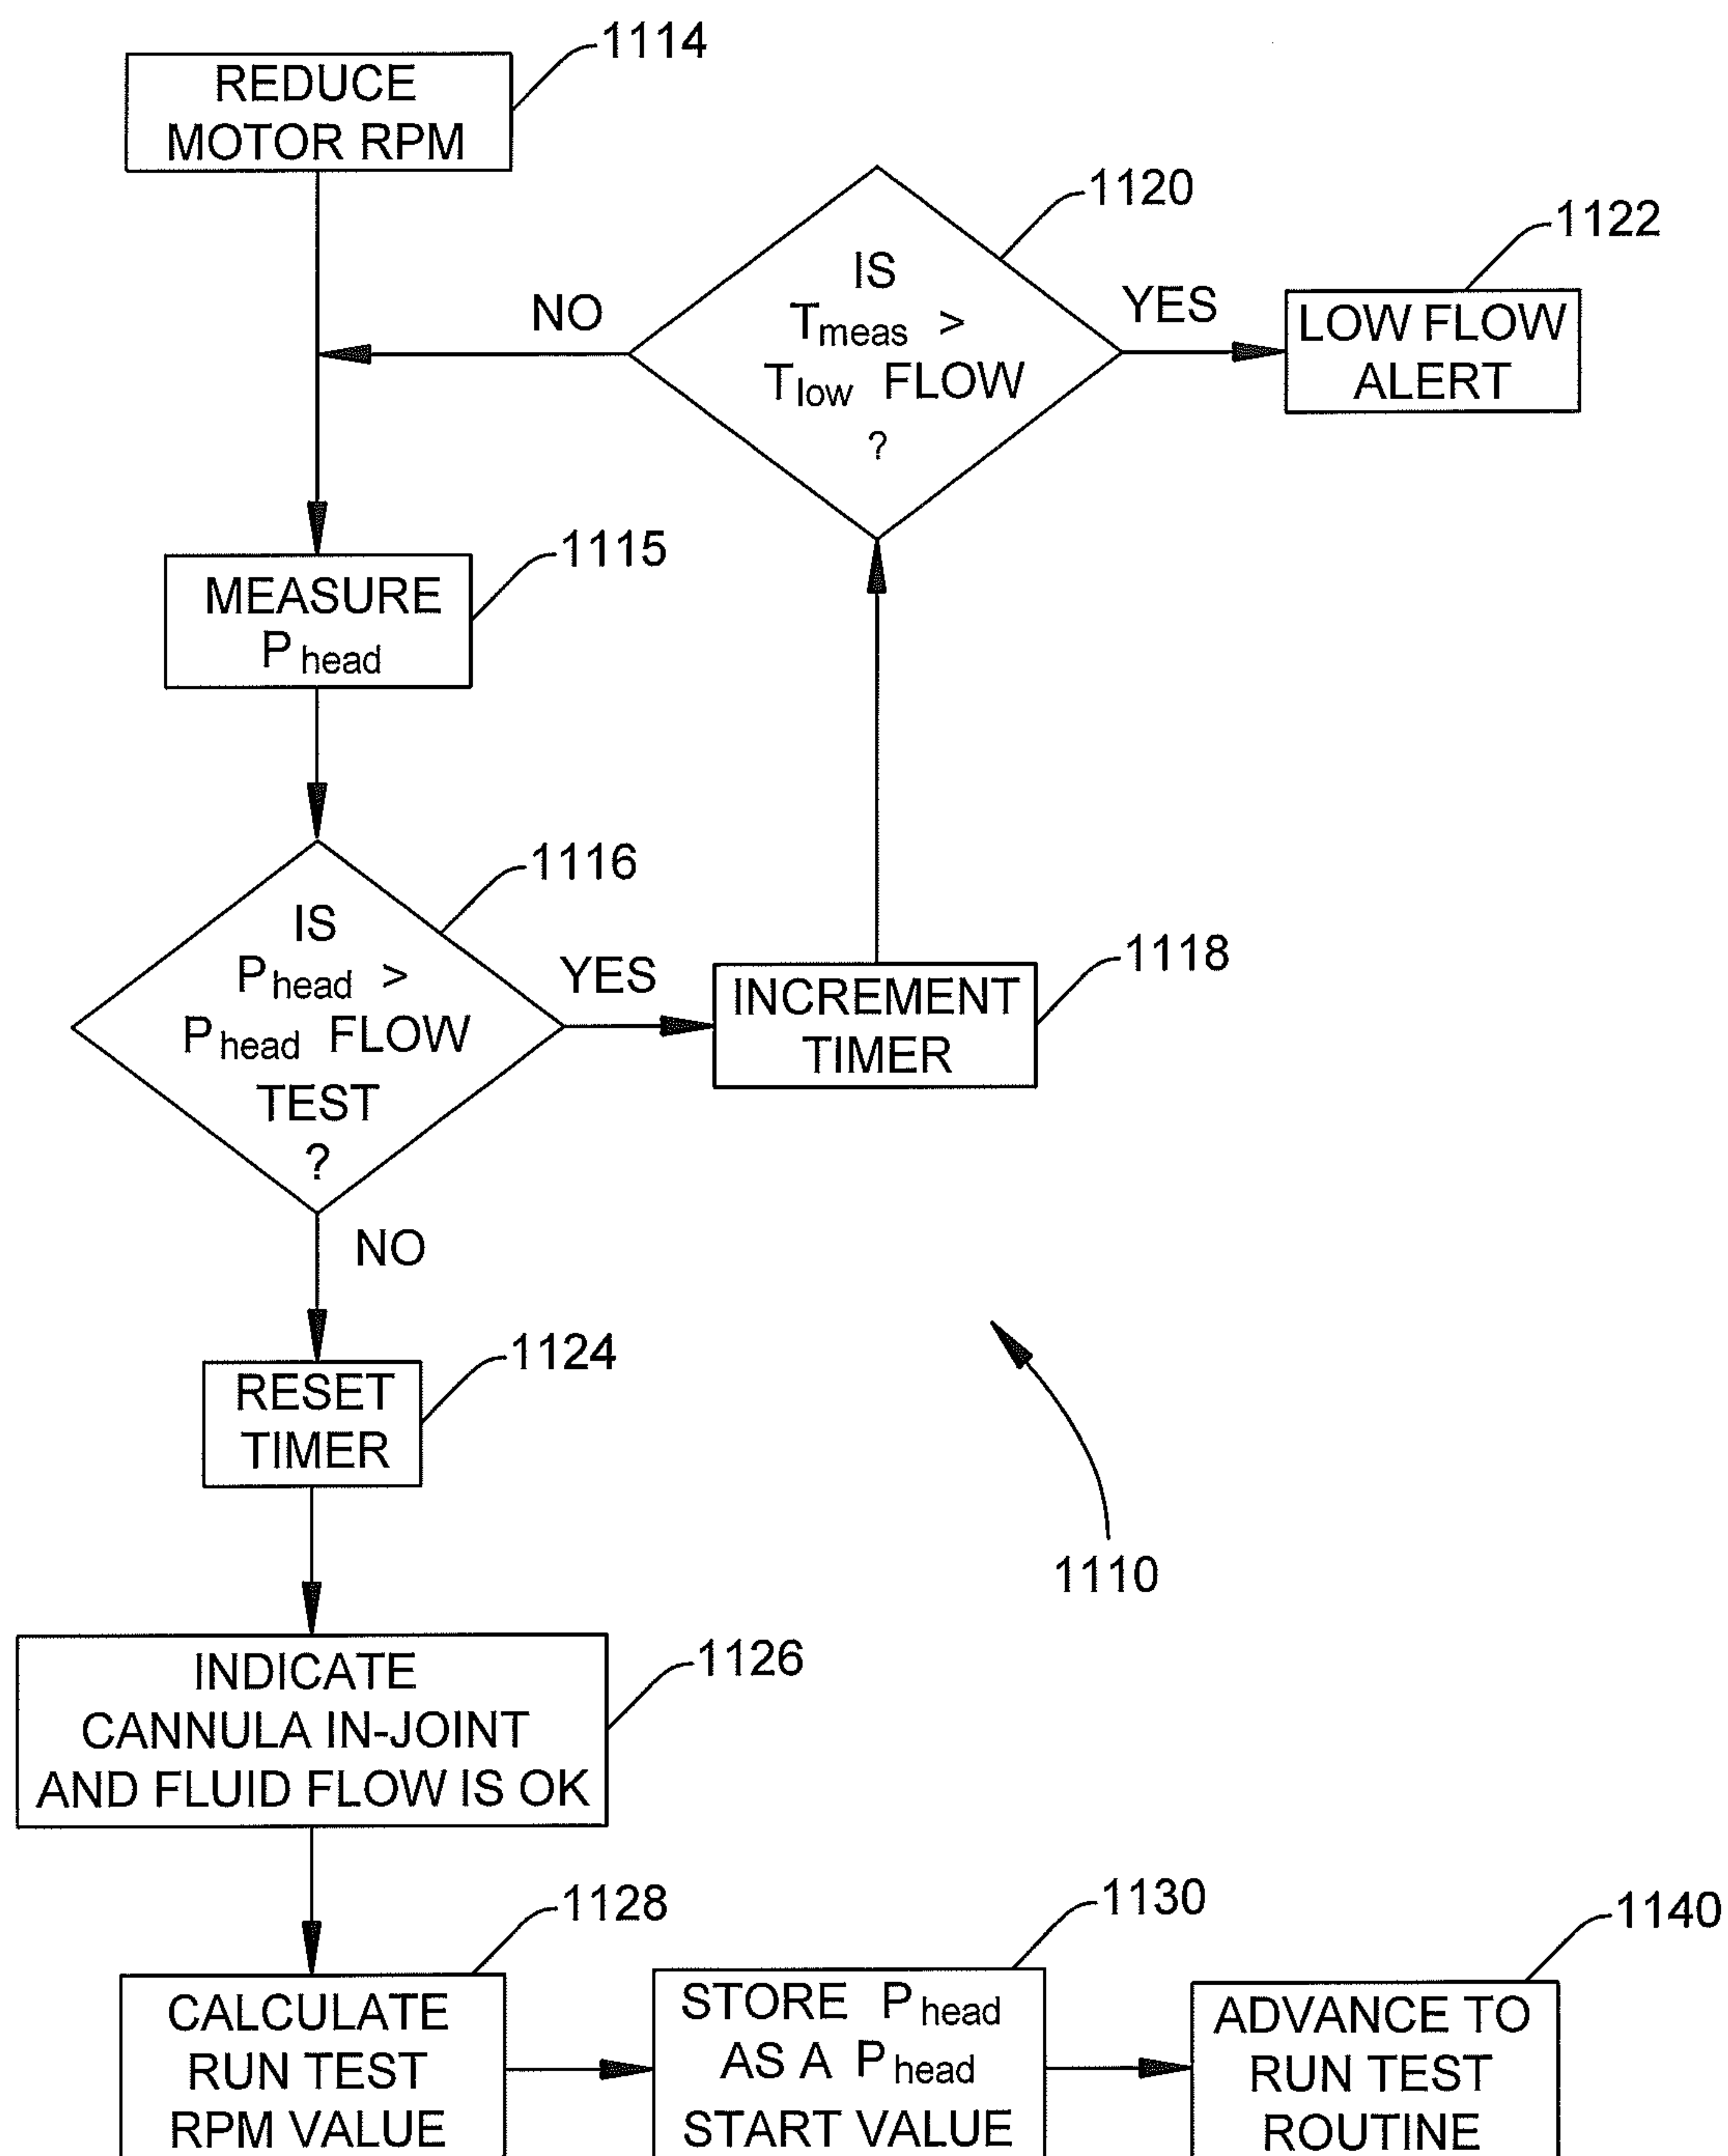 1114
REDUCE
MOTOR RPM
1120
1122
IS
T meas >
T low FLOW
?
NO
YES
LOW FLOW
ALERT
1115
MEASURE
P head
1116
IS
P head >
P head FLOW
TEST
?
YES
1118
INCREMENT
TIMER
NO
1124
RESET
TIMER
1110
1126
INDICATE
CANNULA IN-JOINT
AND FLUID FLOW IS OK
1128
CALCULATE
RUN TEST
RPM VALUE
1130
STORE P head
AS A P head
START VALUE
1140
ADVANCE TO
RUN TEST
ROUTINE